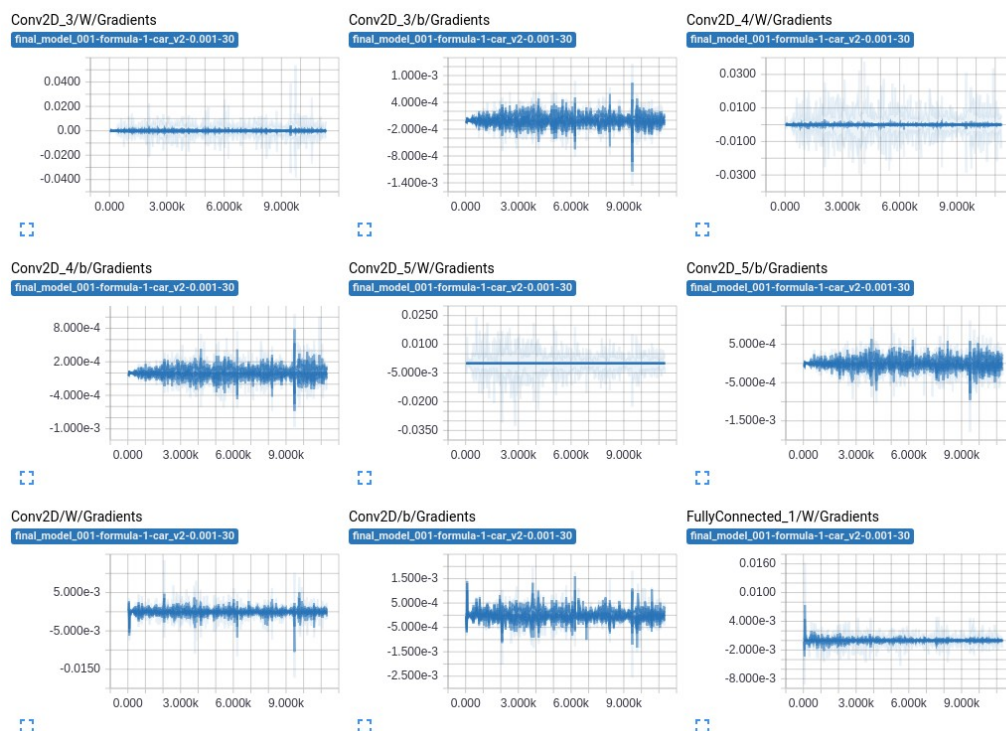 Conv2D_3/W/Gradients
final_model_001-formula-1-car_v2-0.001-30
0.0400
0.0200
0.00
-0.0200
-0.0400
0.000 3.000k 6.000k 9.000k
Conv2D_3/b/Gradients
final_model_001-formula-1-car_v2-0.001-30
1.000e-3
4.000e-4
-2.000e-4
-8.000e-4
-1.400e-3
0.000 3.000k 6.000k 9.000k
Conv2D_4/W/Gradients
final_model_001-formula-1-car_v2-0.001-30
0.0300
0.0100
-0.0100
-0.0300
0.000 3.000k 6.000k 9.000k
Conv2D_4/b/Gradients
final_model_001-formula-1-car_v2-0.001-30
8.000e-4
2.000e-4
-4.000e-4
-1.000e-3
0.000 3.000k 6.000k 9.000k
Conv2D_5/W/Gradients
final_model_001-formula-1-car_v2-0.001-30
0.0250
0.0100
-5.000e-3
-0.0200
-0.0350
0.000 3.000k 6.000k 9.000k
Conv2D_5/b/Gradients
final_model_001-formula-1-car_v2-0.001-30
5.000e-4
-5.000e-4
-1.500e-3
0.000 3.000k 6.000k 9.000k
Conv2D/W/Gradients
final_model_001-formula-1-car_v2-0.001-30
5.000e-3
-5.000e-3
-0.0150
0.000 3.000k 6.000k 9.000k
Conv2D/b/Gradients
final_model_001-formula-1-car_v2-0.001-30
1.500e-3
5.000e-4
-5.000e-4
-1.500e-3
-2.500e-3
0.000 3.000k 6.000k 9.000k
FullyConnected_1/W/Gradients
final_model_001-formula-1-car_v2-0.001-30
0.0160
0.0100
4.000e-3
-2.000e-3
-8.000e-3
0.000 3.000k 6.000k 9.000k